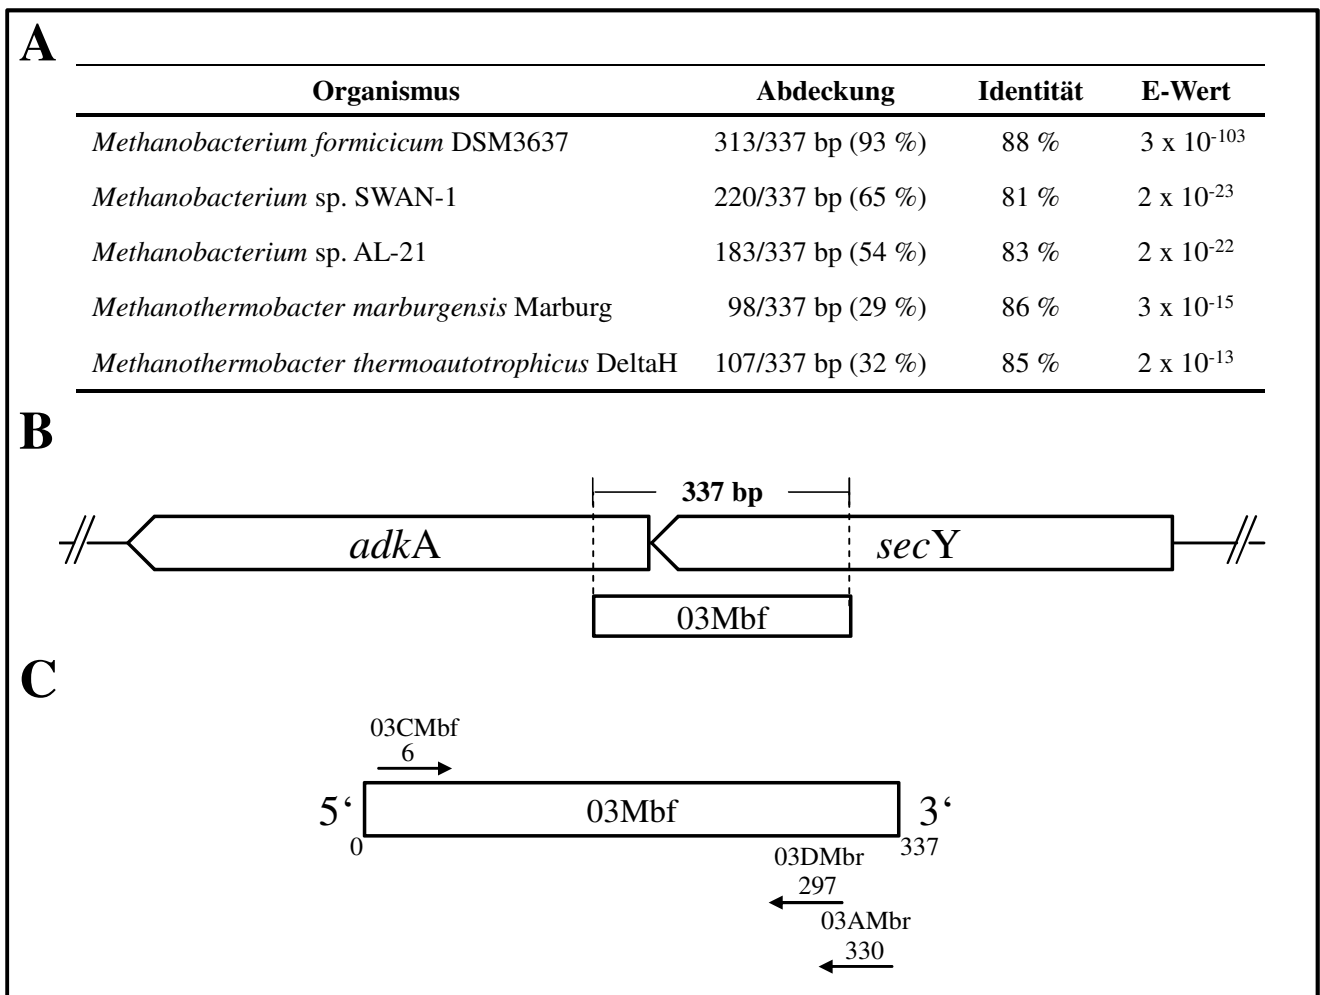 A
Organismus Abdeckung Identität E-Wert
Methanobacterium formicicum DSM3637 313/337 bp (93 %) 88 % 3 x 10⁻¹⁰³
Methanobacterium sp. SWAN-1 220/337 bp (65 %) 81 % 2 x 10⁻²³
Methanobacterium sp. AL-21 183/337 bp (54 %) 83 % 2 x 10⁻²²
Methanothermobacter marburgensis Marburg 98/337 bp (29 %) 86 % 3 x 10⁻¹⁵
Methanothermobacter thermoautotrophicus DeltaH 107/337 bp (32 %) 85 % 2 x 10⁻¹³
B
337 bp
adkA secY
03Mbf
C
03CMbf
6
5‘ 03Mbf 3‘
0 337
03DMbr
297
03AMbr
330